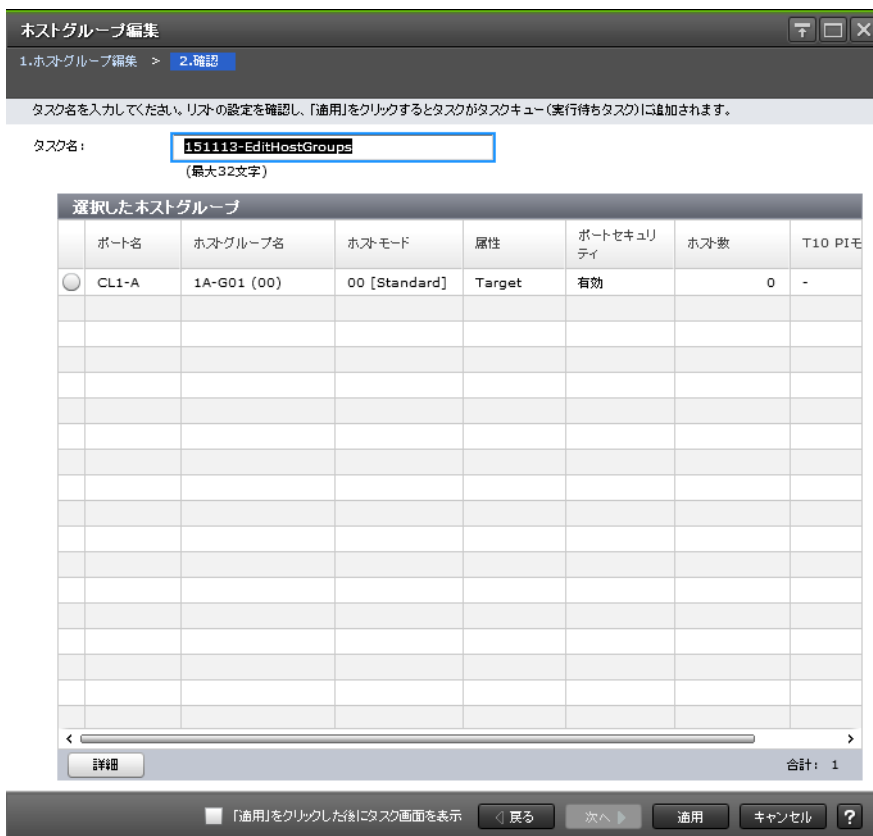 ホストグループ編集
1.ホストグループ編集 > 2.確認
タスク名を入力してください。リストの設定を確認し、「適用」をクリックするとタスクがタスクキュー(実行待ちタスク)に追加されます。
タスク名:
151113-EditHostGroups
(最大32文字)
選択したホストグループ
ポート名 ホストグループ名 ホストモード 属性 ポートセキュリティ ホスト数 T10 PIモ
CL1-A 1A-G01 (00) 00 [Standard] Target 有効 0 -
詳細 合計: 1
「適用」をクリックした後にタスク画面を表示 戻る 次へ 適用 キャンセル ?